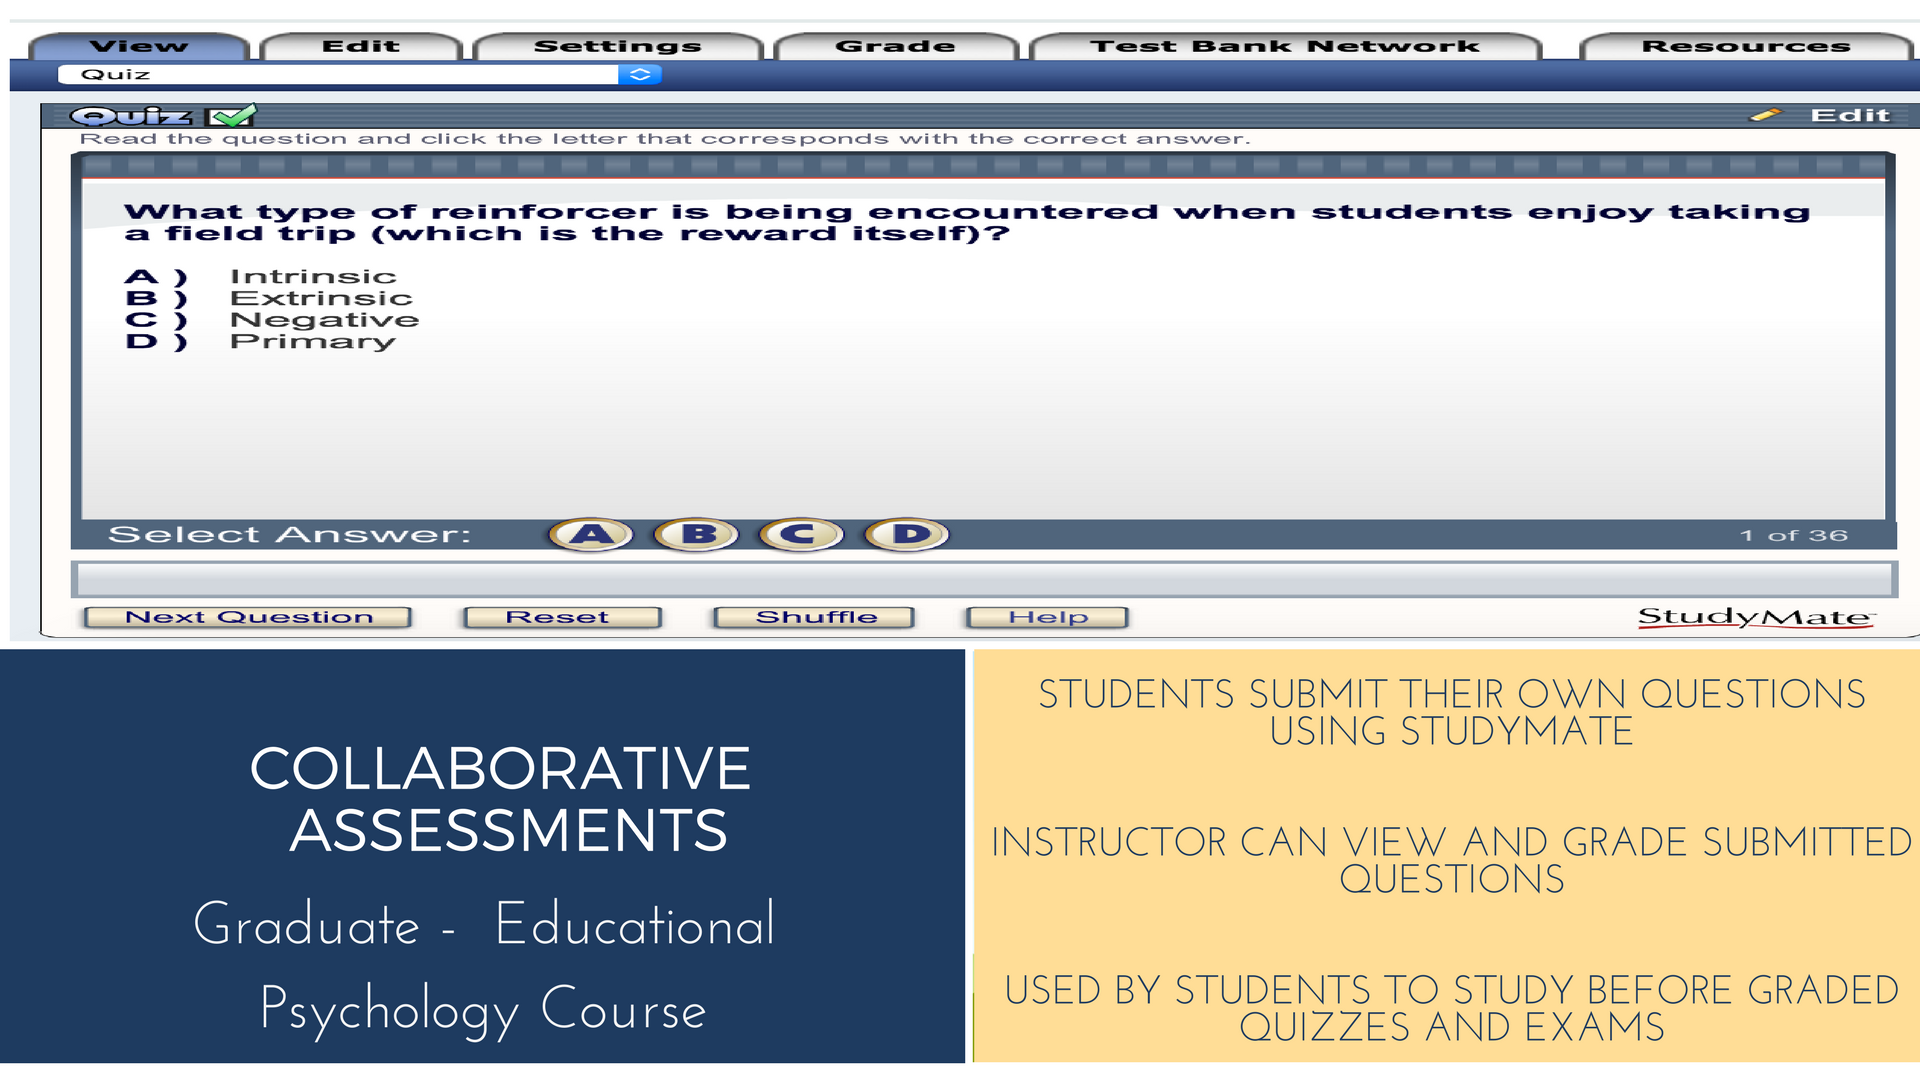 View Edit Settings Grade Test Bank Network Resources
Quiz
Quiz Edit
Read the question and click the letter that corresponds with the correct answer.
What type of reinforcer is being encountered when students enjoy taking
a field trip (which is the reward itself)?
A ) Intrinsic
B ) Extrinsic
C ) Negative
D ) Primary
Select Answer: A B C D 1 of 36
Next Question Reset Shuffle Help StudyMate
COLLABORATIVE
ASSESSMENTS
Graduate - Educational
Psychology Course
STUDENTS SUBMIT THEIR OWN QUESTIONS
USING STUDYMATE
INSTRUCTOR CAN VIEW AND GRADE SUBMITTED
QUESTIONS
USED BY STUDENTS TO STUDY BEFORE GRADED
QUIZZES AND EXAMS